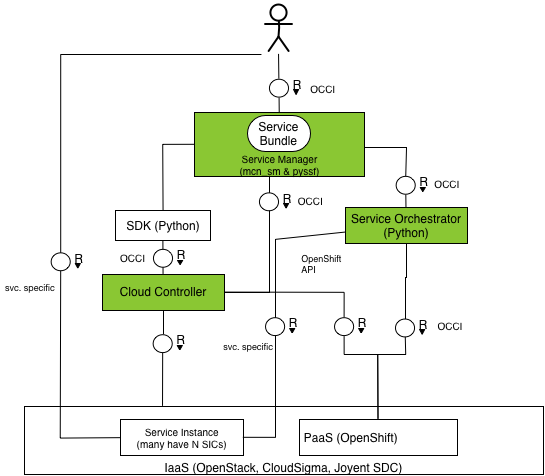 R
OCCI
Service
Bundle
Service Manager
(mcn_sm & pyssf)
R
OCCI
R
OCCI
SDK (Python)
Service Orchestrator
(Python)
OCCI
R
R
svc. specific
OpenShift
API
Cloud Controller
R
svc. specific
R
R
R
OCCI
Service Instance
(many have N SICs)
PaaS (OpenShift)
IaaS (OpenStack, CloudSigma, Joyent SDC)